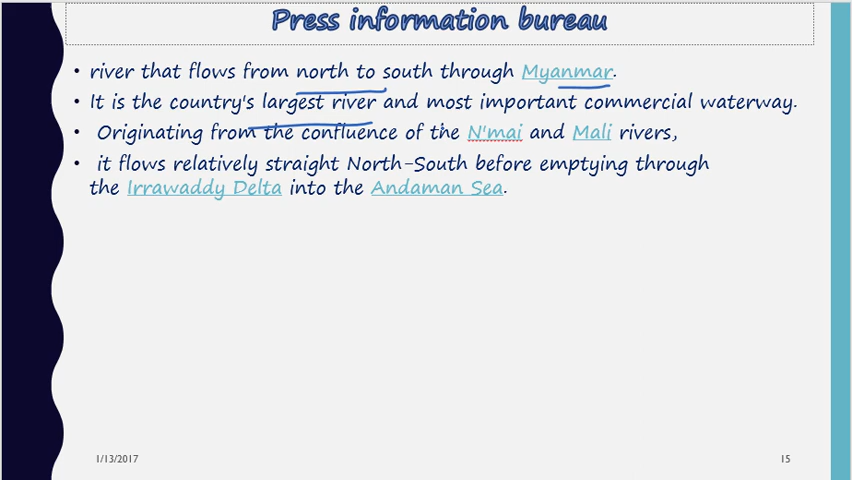 Press information bureau
• river that flows from north to south through Myanmar.
• It is the country's largest river and most important commercial waterway.
• Originating from the confluence of the N'mai and Mali rivers,
• it flows relatively straight North-South before emptying through
the Irrawaddy Delta into the Andaman Sea.
1/13/2017
15